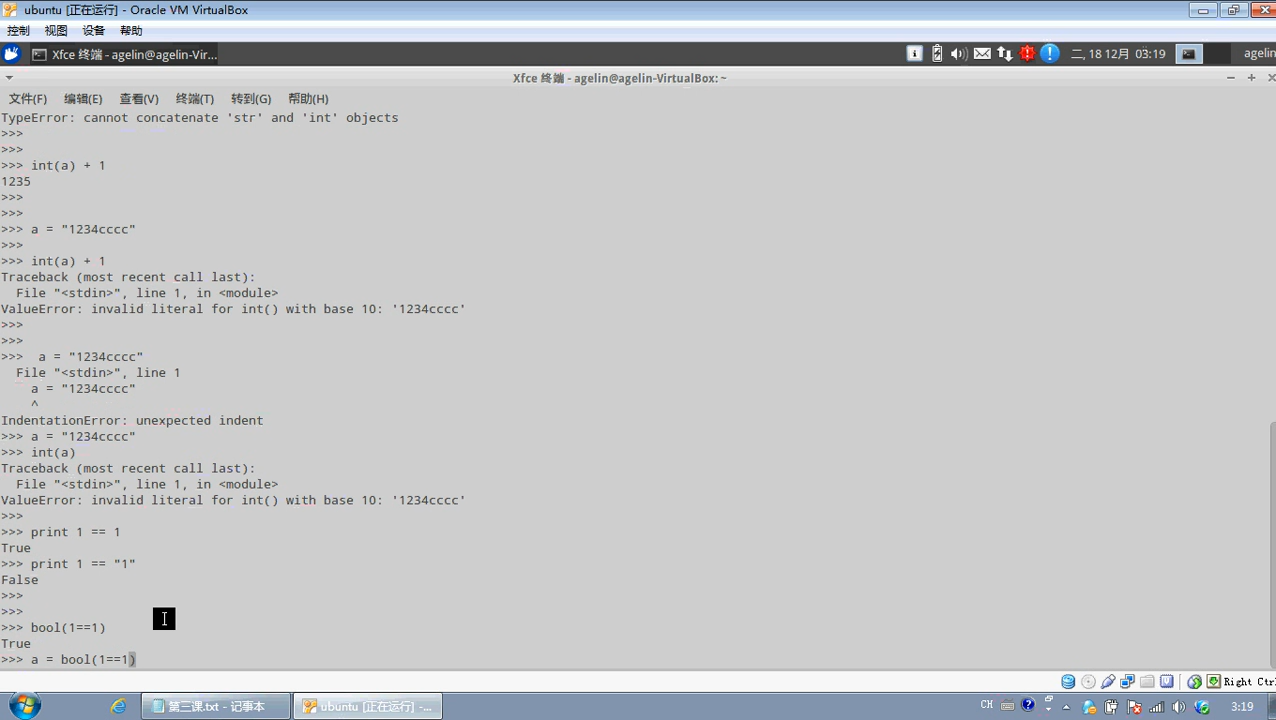 ubuntu [正在运行] - Oracle VM VirtualBox
控制 视图 设备 帮助
Xfce 终端 - agelin@agelin-Vir... 二, 18 12月 03:19 agelin
Xfce 终端 - agelin@agelin-VirtualBox: ~
文件(F) 编辑(E) 查看(V) 终端(T) 转到(G) 帮助(H)
TypeError: cannot concatenate 'str' and 'int' objects
>>>
>>>
>>> int(a) + 1
1235
>>>
>>>
>>> a = "1234cccc"
>>>
>>> int(a) + 1
Traceback (most recent call last):
  File "<stdin>", line 1, in <module>
ValueError: invalid literal for int() with base 10: '1234cccc'
>>>
>>>
>>>  a = "1234cccc"
  File "<stdin>", line 1
    a = "1234cccc"
    ^
IndentationError: unexpected indent
>>> a = "1234cccc"
>>> int(a)
Traceback (most recent call last):
  File "<stdin>", line 1, in <module>
ValueError: invalid literal for int() with base 10: '1234cccc'
>>>
>>> print 1 == 1
True
>>> print 1 == "1"
False
>>>
>>>
>>> bool(1==1)
True
>>> a = bool(1==1)
Right Ctrl
第三课.txt - 记事本 ubuntu [正在运行] -... CH 3:19